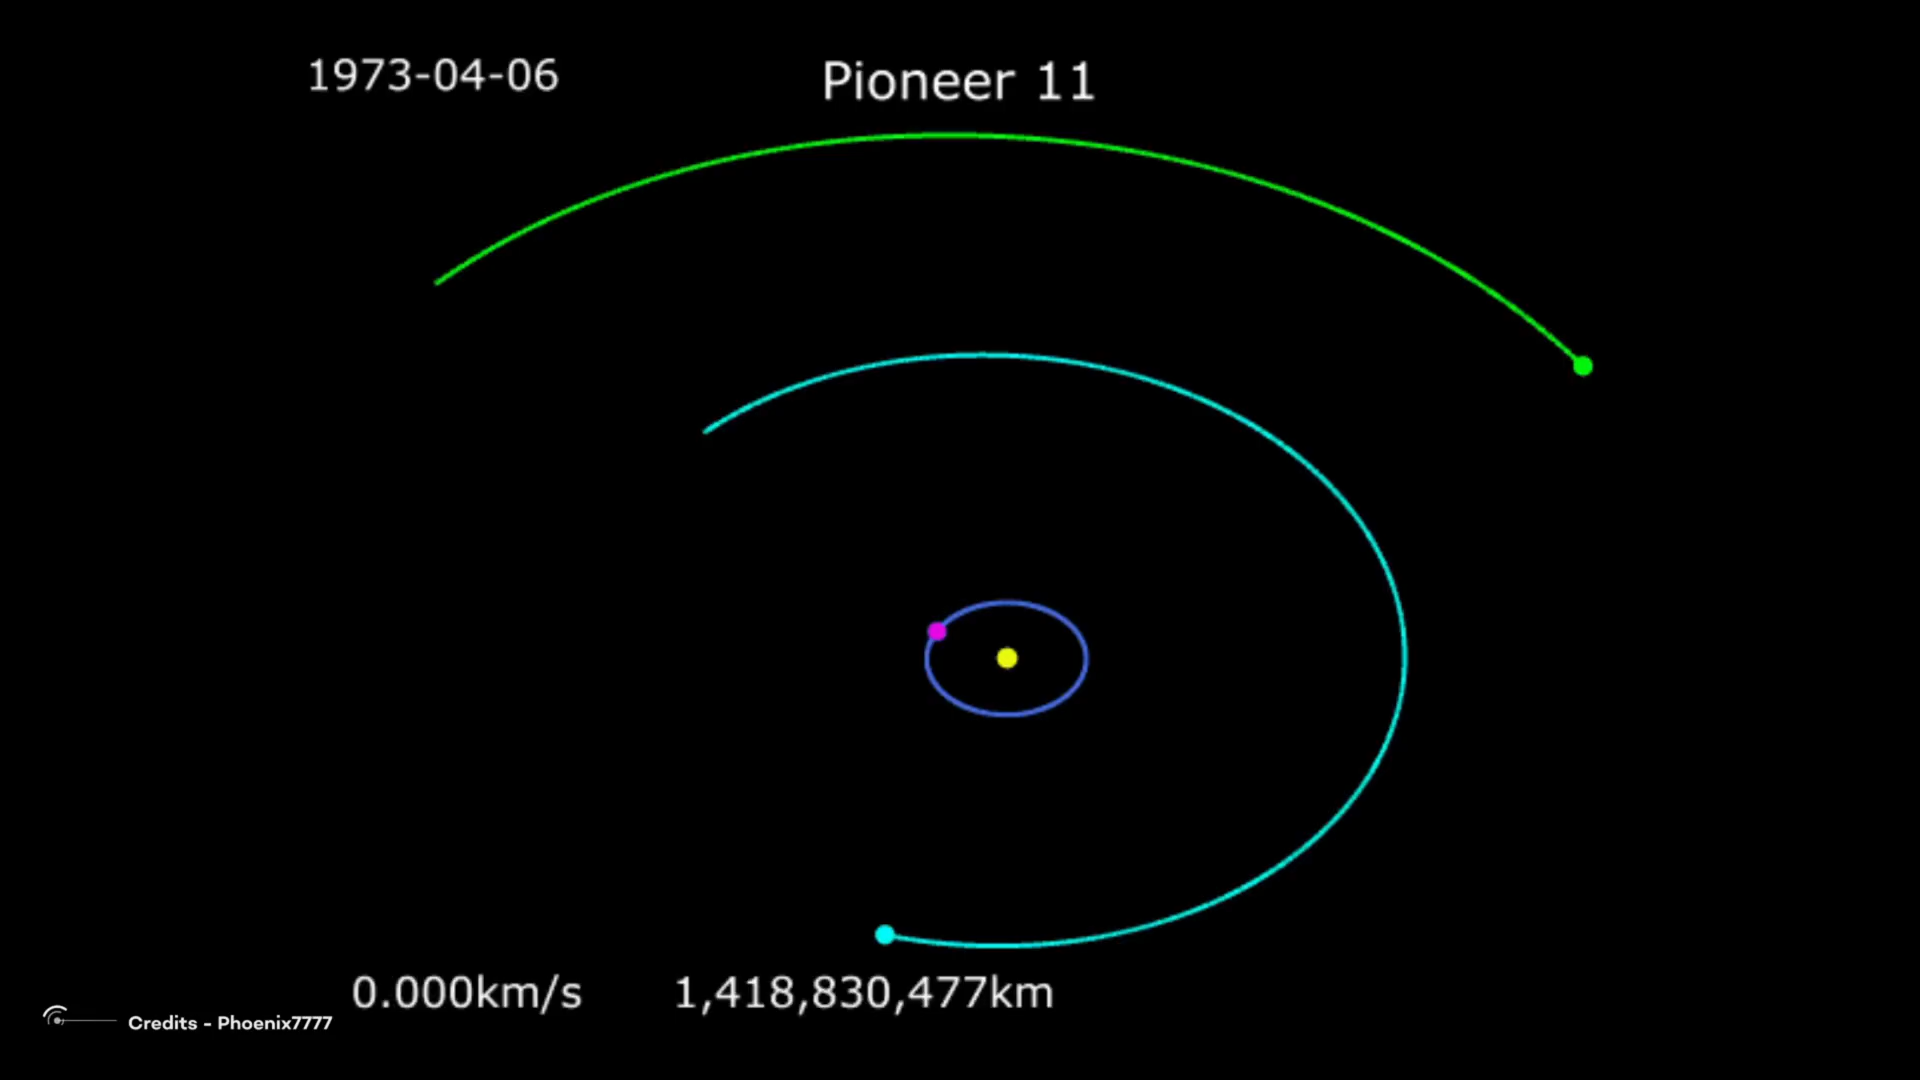 1973-04-06
Pioneer 11
0.000km/s
1,418,830,477km
Credits - Phoenix7777